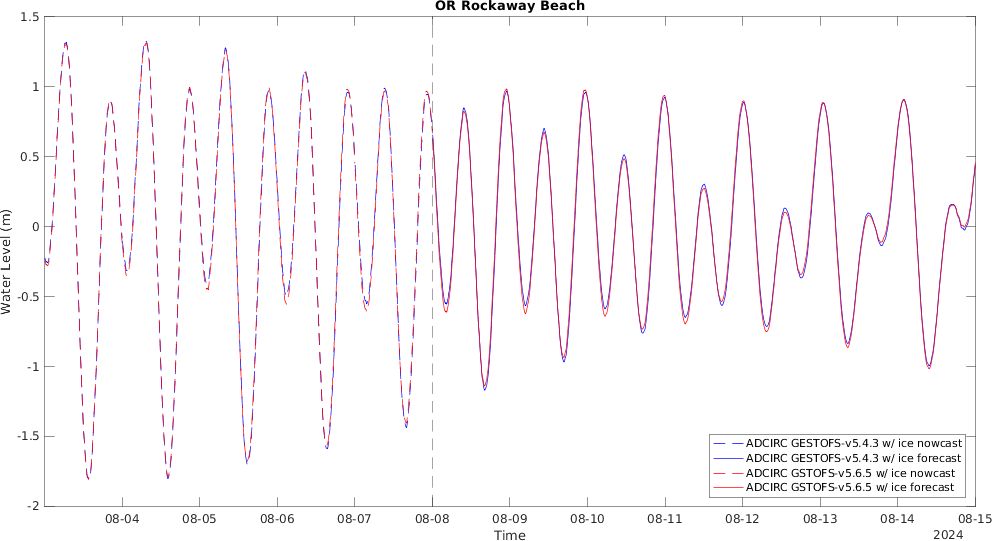 OR Rockaway Beach
1.5
1
0.5
0
-0.5
-1
-1.5
-2
Water Level (m)
08-04 08-05 08-06 08-07 08-08 08-09 08-10 08-11 08-12 08-13 08-14 08-15
Time
2024
ADCIRC GESTOFS-v5.4.3 w/ ice nowcast
ADCIRC GESTOFS-v5.4.3 w/ ice forecast
ADCIRC GSTOFS-v5.6.5 w/ ice nowcast
ADCIRC GSTOFS-v5.6.5 w/ ice forecast